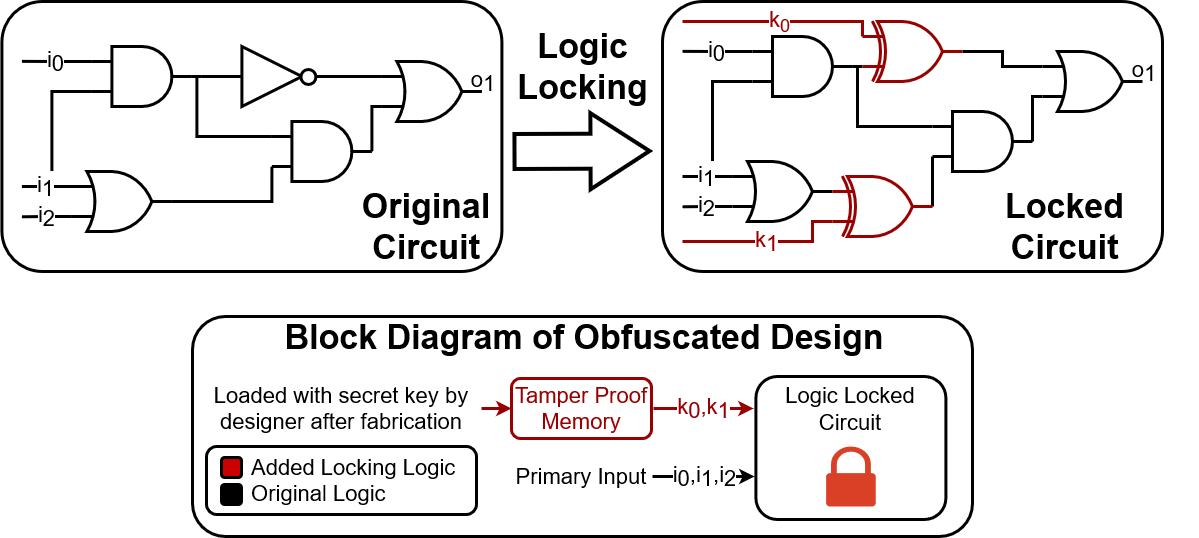 i0
i1
i2
o1
Original
Circuit
Logic
Locking
k0
i0
i1
i2
k1
o1
Locked
Circuit
Block Diagram of Obfuscated Design
Loaded with secret key by
designer after fabrication
Tamper Proof
Memory
k0,k1
Logic Locked
Circuit
Primary Input
i0,i1,i2
Added Locking Logic
Original Logic